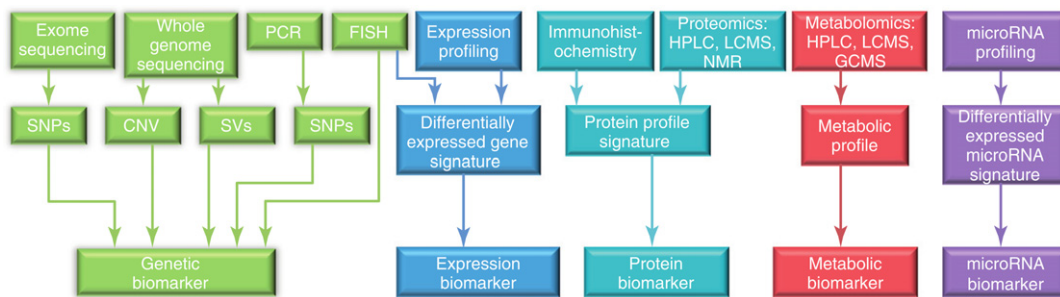 Exome
sequencing
Whole
genome
sequencing
PCR
FISH
Expression
profiling
Immunohist-
ochemistry
Proteomics:
HPLC, LCMS,
NMR
Metabolomics:
HPLC, LCMS,
GCMS
microRNA
profiling
SNPs
CNV
SVs
SNPs
Differentially
expressed gene
signature
Protein profile
signature
Metabolic
profile
Differentially
expressed
microRNA
signature
Genetic
biomarker
Expression
biomarker
Protein
biomarker
Metabolic
biomarker
microRNA
biomarker